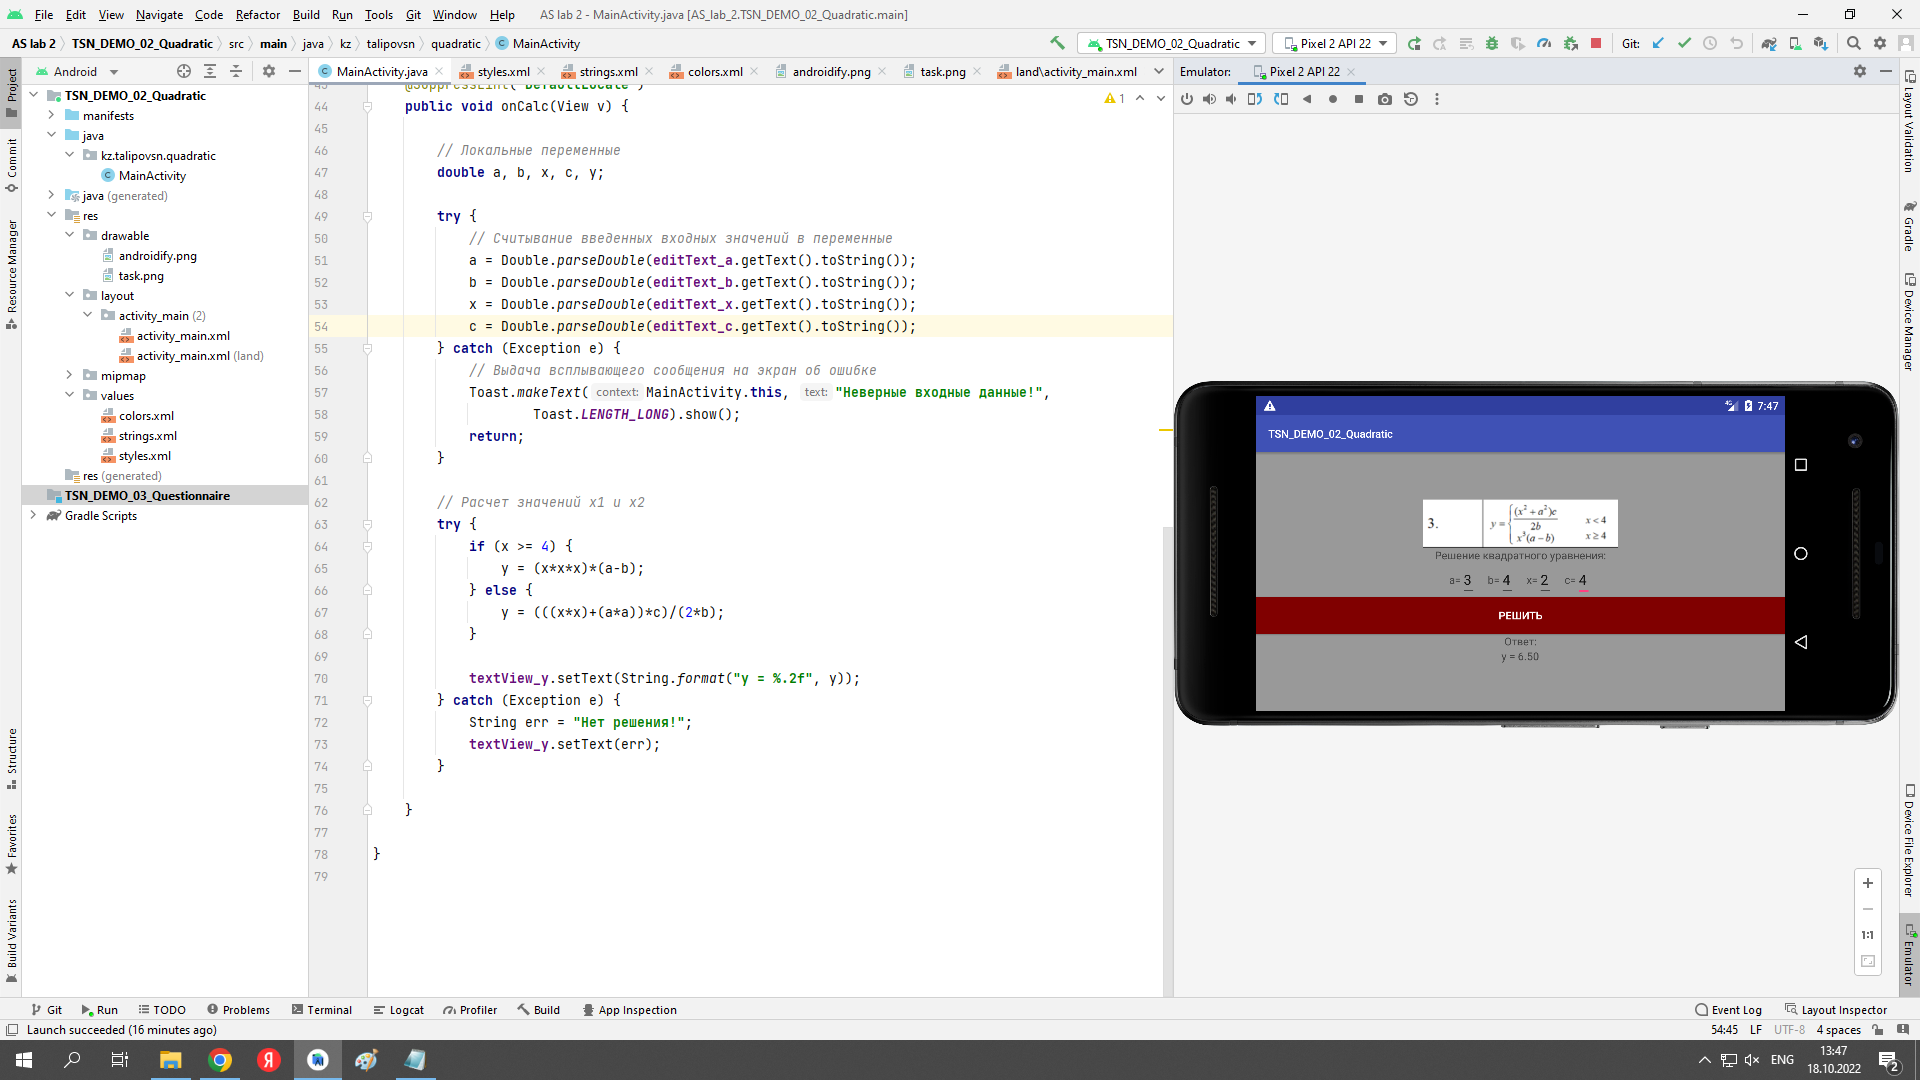 File Edit View Navigate Code Refactor Build Run Tools Git Window Help AS lab 2 - MainActivity.java [AS_lab_2.TSN_DEMO_02_Quadratic.main]
AS lab 2 TSN_DEMO_02_Quadratic src main java kz talipovsn quadratic MainActivity TSN_DEMO_02_Quadratic Pixel 2 API 22 Git:
Android MainActivity.java styles.xml strings.xml colors.xml androidify.png task.png land\activity_main.xml Emulator: Pixel 2 API 22
Project
Commit
Resource Manager
Structure
Favorites
Build Variants
TSN_DEMO_02_Quadratic
manifests
java
kz.talipovsn.quadratic
MainActivity
java (generated)
res
drawable
androidify.png
task.png
layout
activity_main (2)
activity_main.xml
activity_main.xml (land)
mipmap
values
colors.xml
strings.xml
styles.xml
res (generated)
TSN_DEMO_03_Questionnaire
Gradle Scripts
1
43 @SuppressLint("DefaultLocale")
44 public void onCalc(View v) {
45
46 // Локальные переменные
47 double a, b, x, c, y;
48
49 try {
50 // Считывание введенных входных значений в переменные
51 a = Double.parseDouble(editText_a.getText().toString());
52 b = Double.parseDouble(editText_b.getText().toString());
53 x = Double.parseDouble(editText_x.getText().toString());
54 c = Double.parseDouble(editText_c.getText().toString());
55 } catch (Exception e) {
56 // Выдача всплывающего сообщения на экран об ошибке
57 Toast.makeText( context: MainActivity.this, text: "Неверные входные данные!",
58 Toast.LENGTH_LONG).show();
59 return;
60 }
61
62 // Расчет значений x1 и x2
63 try {
64 if (x >= 4) {
65 y = (x*x*x)*(a-b);
66 } else {
67 y = (((x*x)+(a*a))*c)/(2*b);
68 }
69
70 textView_y.setText(String.format("y = %.2f", y));
71 } catch (Exception e) {
72 String err = "Нет решения!";
73 textView_y.setText(err);
74 }
75
76 }
77
78 }
79
7:47
TSN_DEMO_02_Quadratic
3. y = { (x² + a²)c / 2b x < 4
x³(a − b) x ≥ 4
Решение квадратного уравнения:
a= 3 b= 4 x= 2 c= 4
РЕШИТЬ
Ответ:
y = 6.50
1:1
Layout Validation
Gradle
Device Manager
Device File Explorer
Emulator
Git Run TODO Problems Terminal Logcat Profiler Build App Inspection Event Log Layout Inspector
Launch succeeded (16 minutes ago) 54:45 LF UTF-8 4 spaces
ENG 13:47
18.10.2022 2